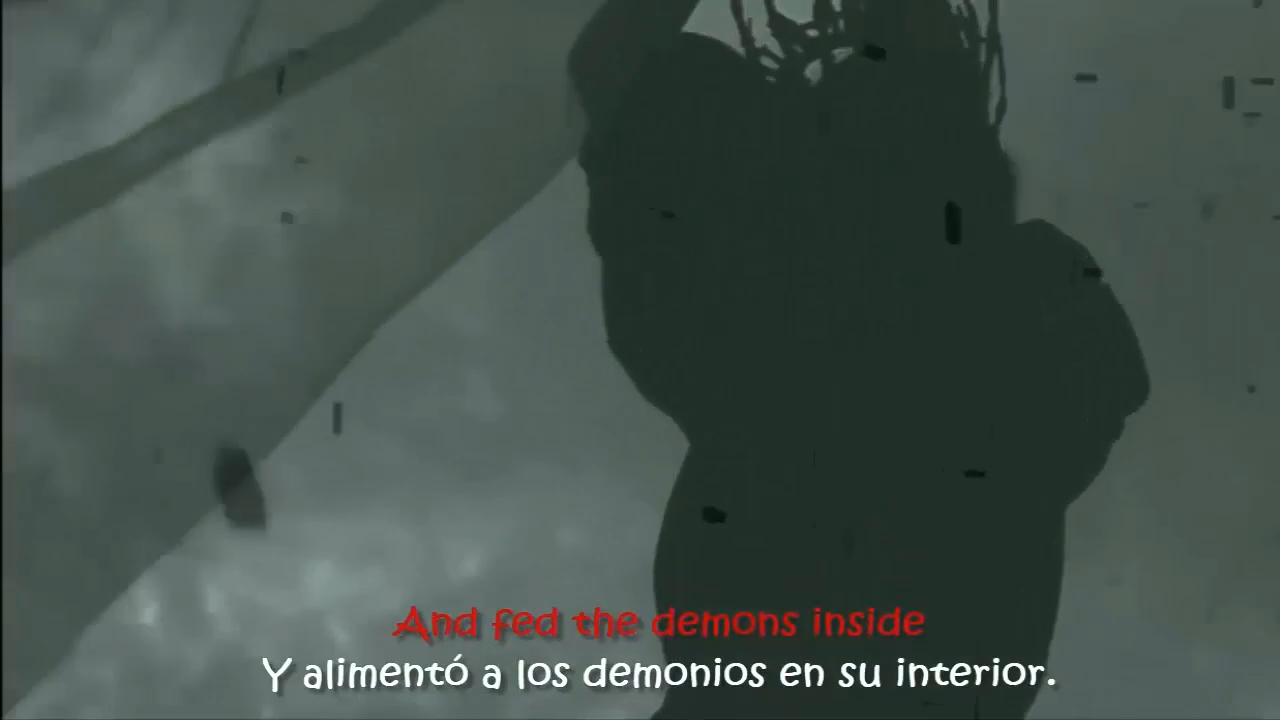 And fed the demons inside
Y alimentó a los demonios en su interior.